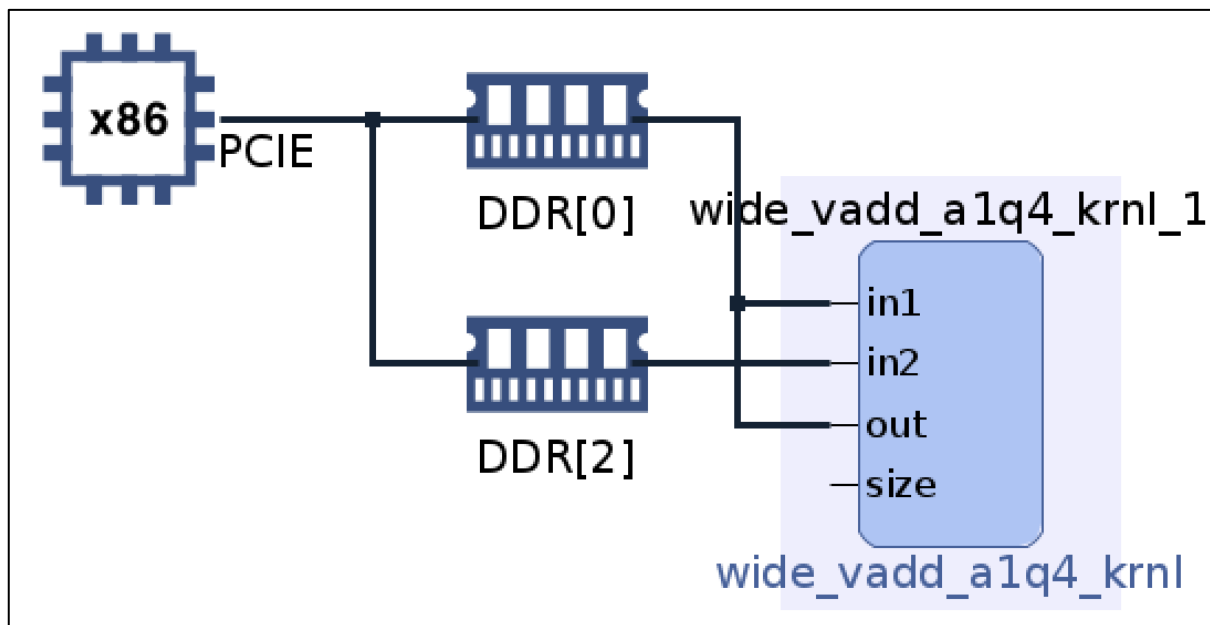 x86
PCIE
DDR[0]
DDR[2]
wide_vadd_a1q4_krnl_1
in1
in2
out
size
wide_vadd_a1q4_krnl